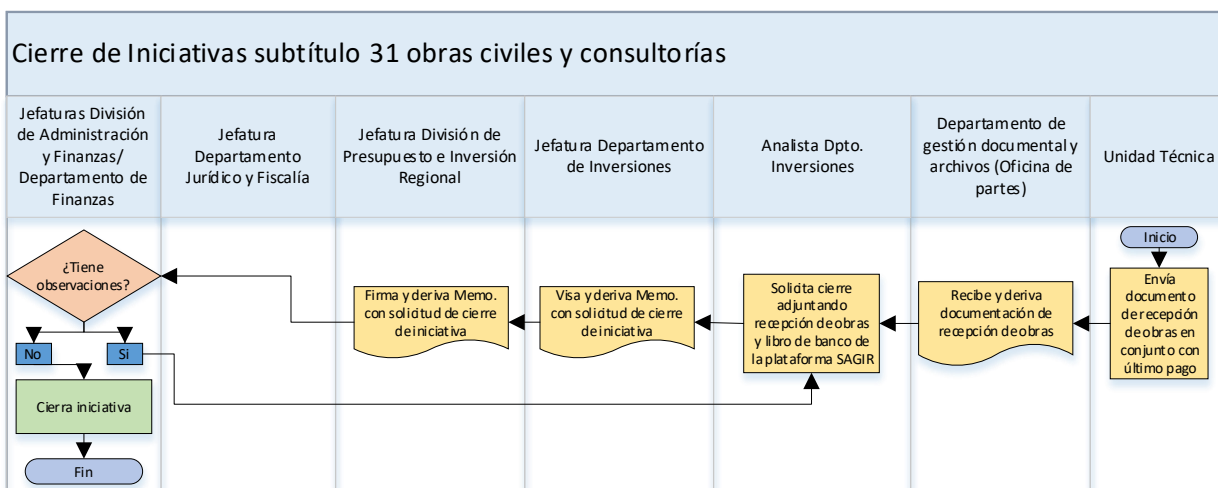 Cierre de Iniciativas subtítulo 31 obras civiles y consultorías
Jefaturas División
de Administración
y Finanzas/
Departamento de
Finanzas
Jefatura
Departamento
Jurídico y Fiscalía
Jefatura División de
Presupuesto e Inversión
Regional
Jefatura Departamento
de Inversiones
Analista Dpto.
Inversiones
Departamento de
gestión documental y
archivos (Oficina de
partes)
Unidad Técnica
¿Tiene
observaciones?
No
Si
Cierra iniciativa
Fin
Firma y deriva Memo.
con solicitud de cierre
de iniciativa
Visa y deriva Memo.
con solicitud de cierre
de iniciativa
Solicita cierre
adjuntando
recepción de obras
y libro de banco de
la plataforma SAGIR
Recibe y deriva
documentación de
recepción de obras
Inicio
Envía
documento
de recepción
de obras en
conjunto con
último pago